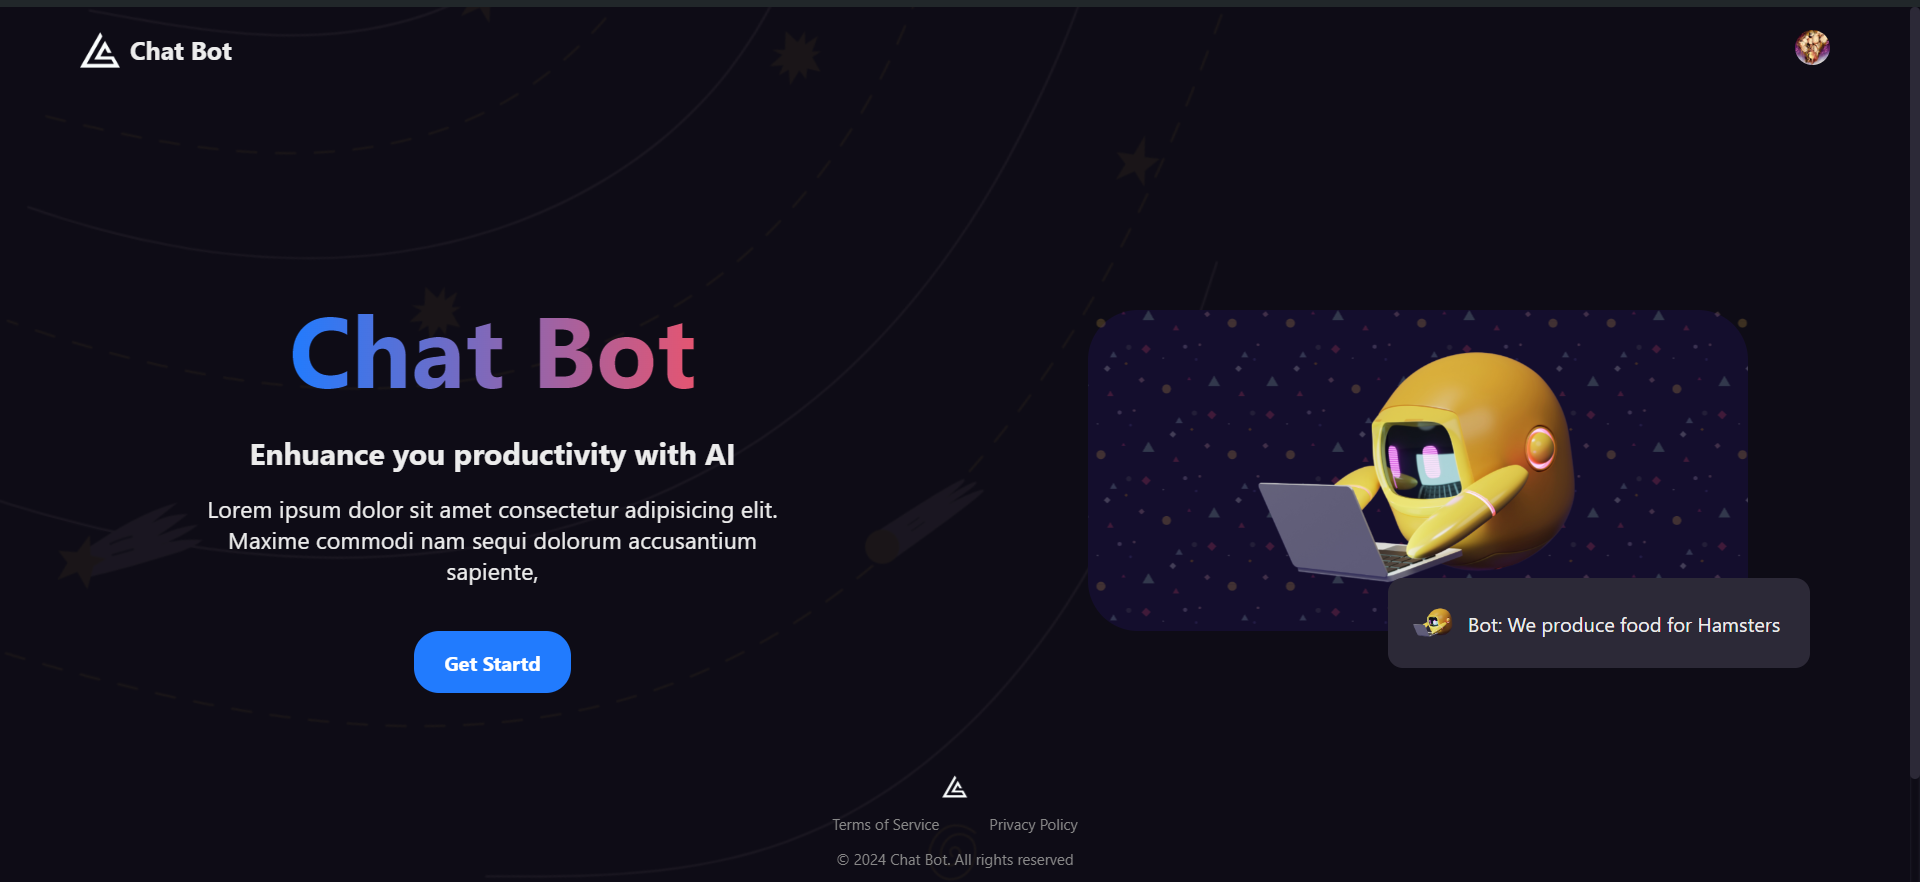 Chat Bot
Chat Bot
Enhuance you productivity with AI
Lorem ipsum dolor sit amet consectetur adipisicing elit.
Maxime commodi nam sequi dolorum accusantium
sapiente,
Get Startd
Bot: We produce food for Hamsters
Terms of Service Privacy Policy
© 2024 Chat Bot. All rights reserved